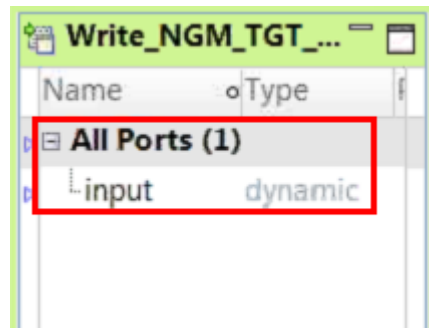 Write_NGM_TGT_...
Name Type
All Ports (1)
input dynamic